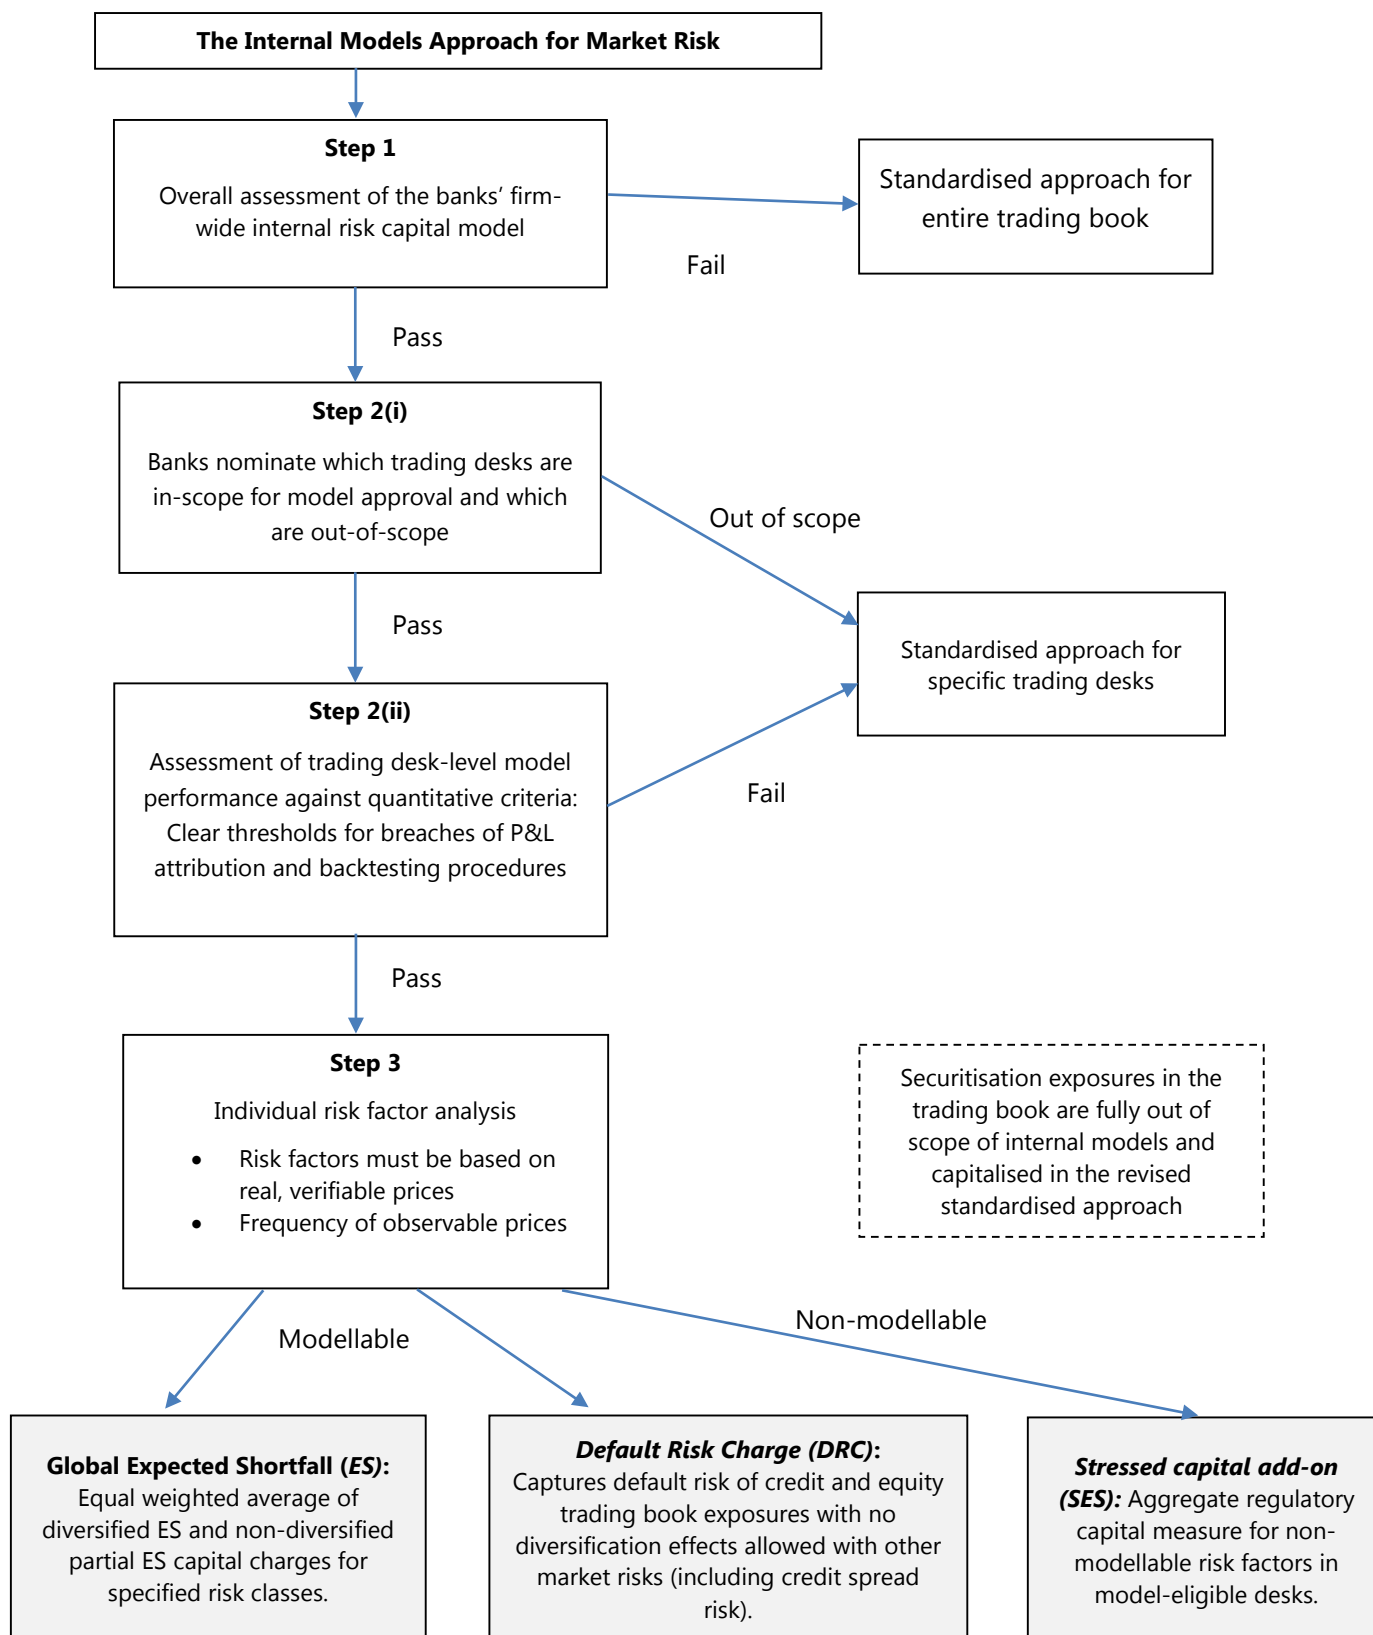 The Internal Models Approach for Market Risk
Step 1
Overall assessment of the banks’ firm-
wide internal risk capital model
Standardised approach for
entire trading book
Fail
Pass
Step 2(i)
Banks nominate which trading desks are
in-scope for model approval and which
are out-of-scope
Out of scope
Pass
Standardised approach for
specific trading desks
Step 2(ii)
Assessment of trading desk-level model
performance against quantitative criteria:
Clear thresholds for breaches of P&L
attribution and backtesting procedures
Fail
Pass
Step 3
Individual risk factor analysis
• Risk factors must be based on
real, verifiable prices
• Frequency of observable prices
Securitisation exposures in the
trading book are fully out of
scope of internal models and
capitalised in the revised
standardised approach
Modellable
Non-modellable
Global Expected Shortfall (ES):
Equal weighted average of
diversified ES and non-diversified
partial ES capital charges for
specified risk classes.
Default Risk Charge (DRC):
Captures default risk of credit and equity
trading book exposures with no
diversification effects allowed with other
market risks (including credit spread
risk).
Stressed capital add-on
(SES): Aggregate regulatory
capital measure for non-
modellable risk factors in
model-eligible desks.